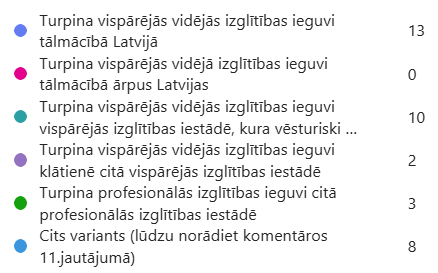 Turpina vispārējās vidējās izglītības ieguvi
tālmācībā Latvijā
13
Turpina vispārējās vidējā izglītības ieguvi
tālmācībā ārpus Latvijas
0
Turpina vispārējās vidējās izglītības ieguvi
vispārējās izglītības iestādē, kura vēsturiski ...
10
Turpina vispārējās vidējās izglītības ieguvi
klātienē citā vispārējās izglītības iestādē
2
Turpina profesionālās izglītības ieguvi citā
profesionālās izglītības iestādē
3
Cits variants (lūdzu norādiet komentāros
11.jautājumā)
8